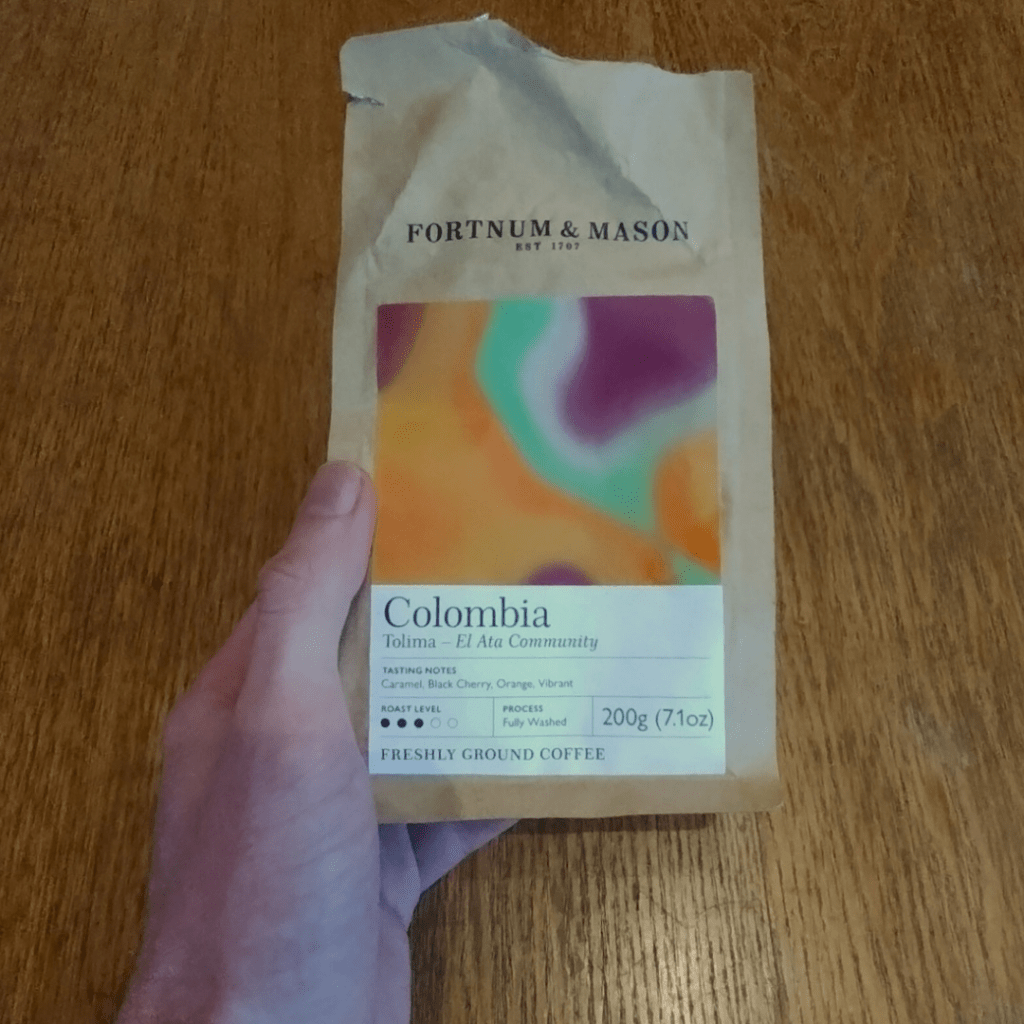 FORTNUM & MASON
EST 1707
Colombia
Tolima – El Ata Community
TASTING NOTES
Caramel, Black Cherry, Orange, Vibrant
ROAST LEVEL
PROCESS
Fully Washed
200g (7.1oz)
FRESHLY GROUND COFFEE